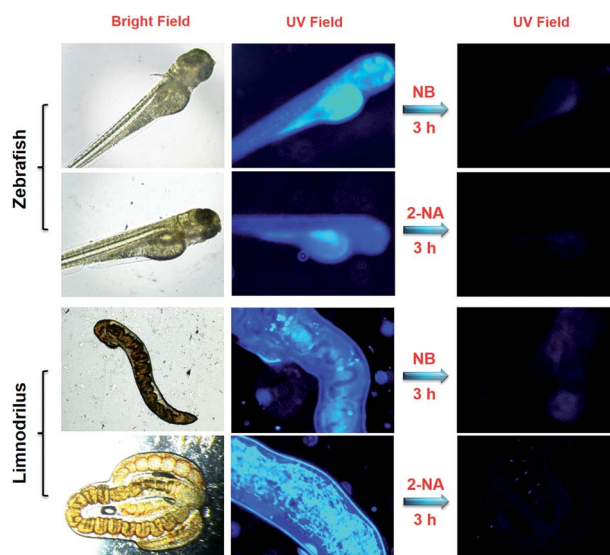 Bright Field
UV Field
UV Field
Zebrafish
NB
3 h
2-NA
3 h
Limnodrilus
NB
3 h
2-NA
3 h